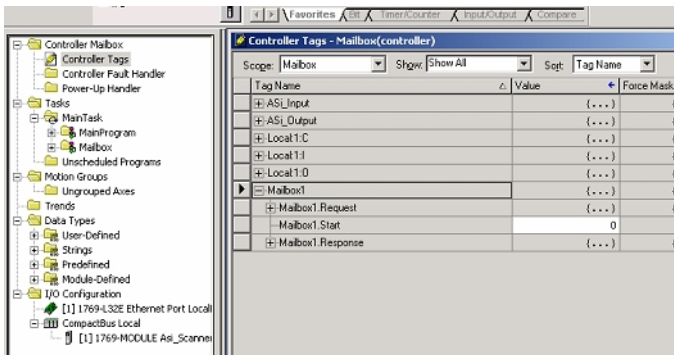 Favorites Bit Timer/Counter Input/Output Compare
Controller Mailbox
Controller Tags
Controller Fault Handler
Power-Up Handler
Tasks
MainTask
MainProgram
Mailbox
Unscheduled Programs
Motion Groups
Ungrouped Axes
Trends
Data Types
User-Defined
Strings
Predefined
Module-Defined
I/O Configuration
[1] 1769-L32E Ethernet Port Locall
CompactBus Local
[1] 1769-MODULE Asi_Scanner
Controller Tags - Mailbox(controller)
Scope: Mailbox Show: Show All Sort: Tag Name
Tag Name Value Force Mask
ASi_Input {...}
ASi_Output {...}
Local:1:C {...}
Local:1:I {...}
Local:1:O {...}
Mailbox1 {...}
Mailbox1.Request {...}
Mailbox1.Start 0
Mailbox1.Response {...}